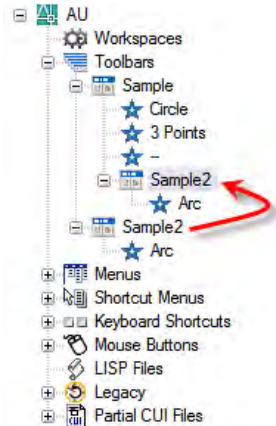 AU
Workspaces
Toolbars
Sample
Circle
3 Points
--
Sample2
Arc
Sample2
Arc
Menus
Shortcut Menus
Keyboard Shortcuts
Mouse Buttons
LISP Files
Legacy
Partial CUI Files